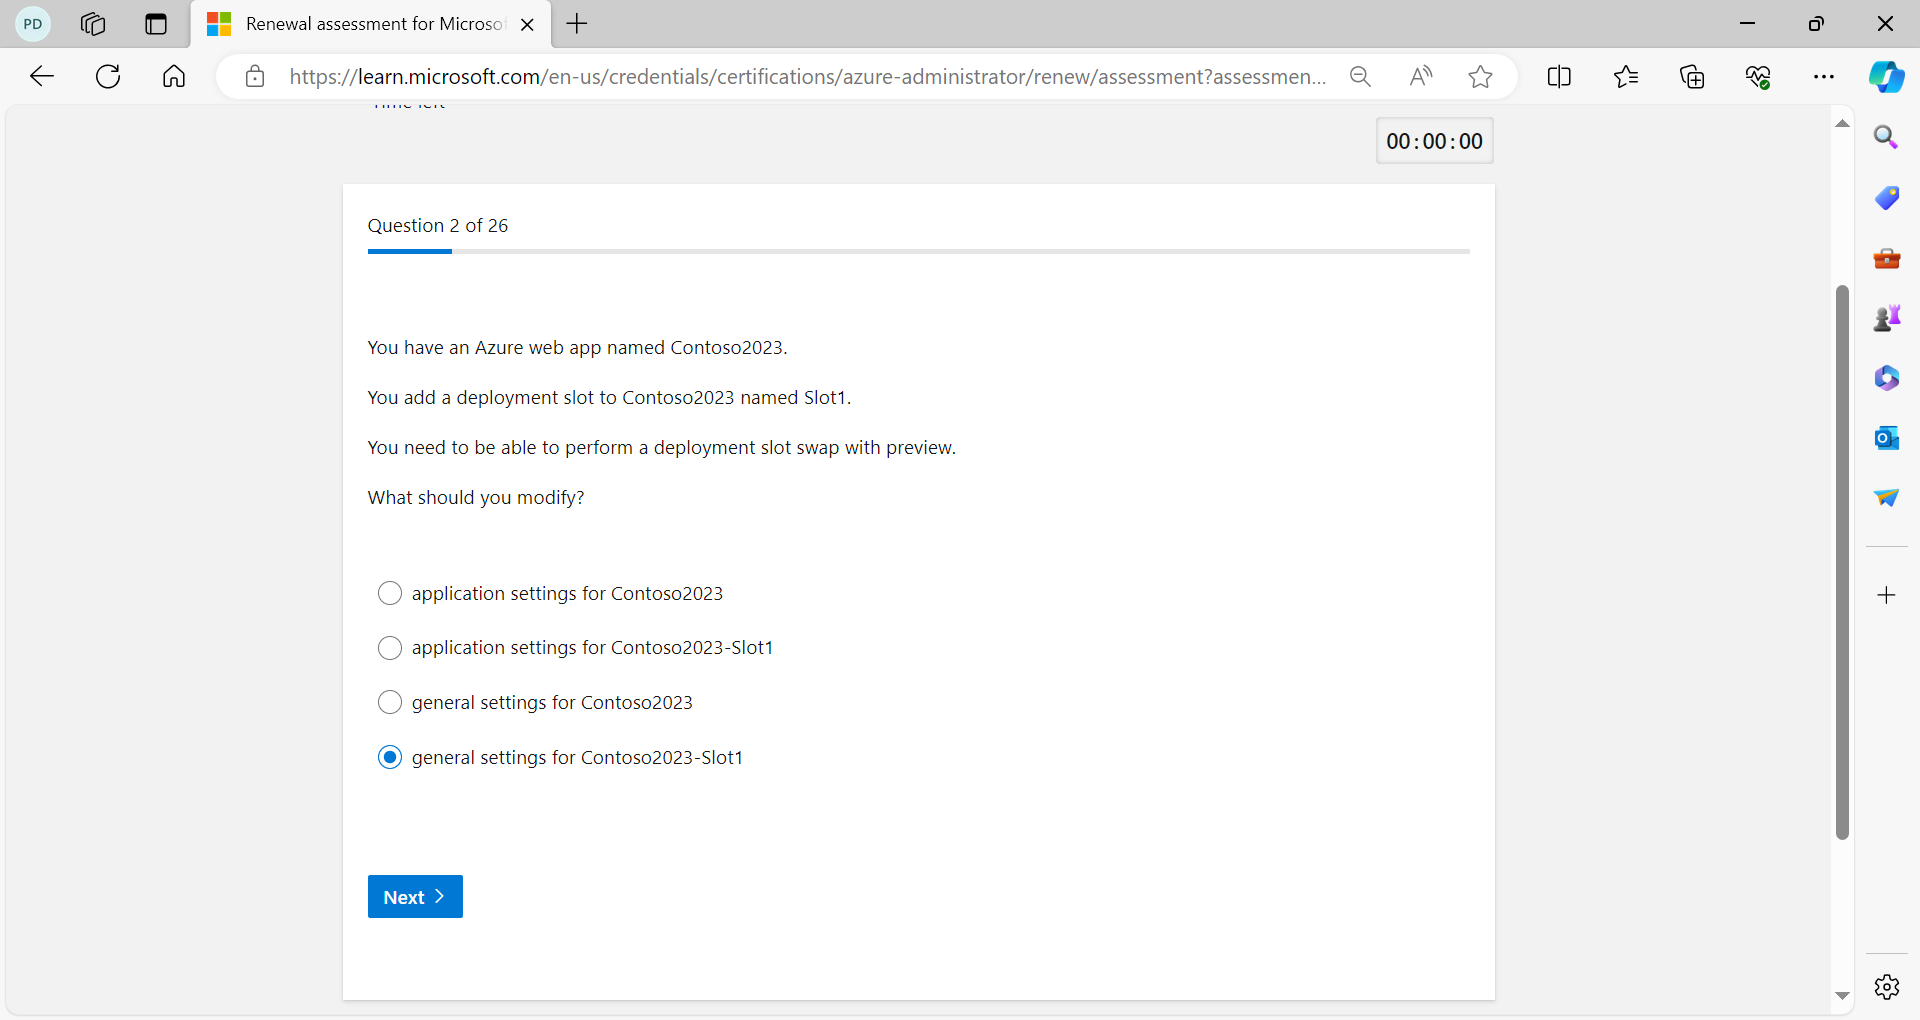 PD
Renewal assessment for Microso
https://learn.microsoft.com/en-us/credentials/certifications/azure-administrator/renew/assessment?assessmen...
Time left
00:00:00
Question 2 of 26
You have an Azure web app named Contoso2023.
You add a deployment slot to Contoso2023 named Slot1.
You need to be able to perform a deployment slot swap with preview.
What should you modify?
application settings for Contoso2023
application settings for Contoso2023-Slot1
general settings for Contoso2023
general settings for Contoso2023-Slot1
Next